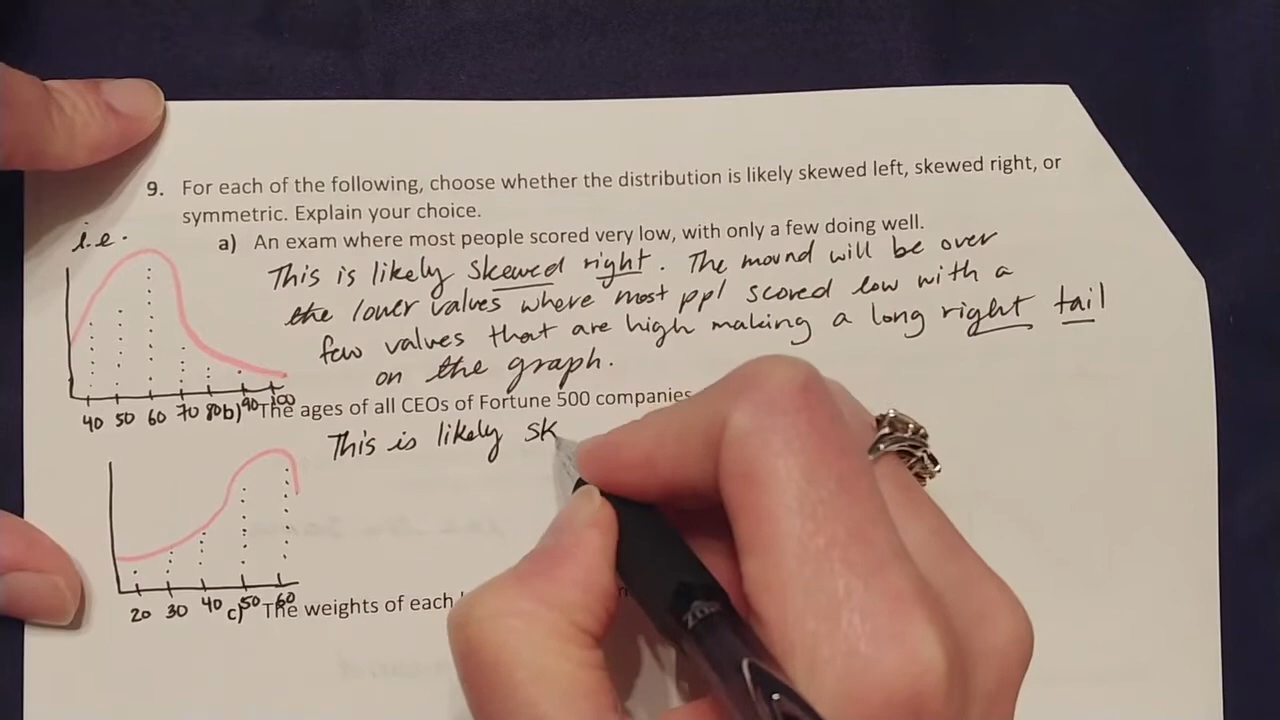 9. For each of the following, choose whether the distribution is likely skewed left, skewed right, or
symmetric. Explain your choice.
i.e.
a) An exam where most people scored very low, with only a few doing well.
This is likely skewed right. The mound will be over
the lower values where most ppl scored low with a
few values that are high making a long right tail
on the graph.
40 50 60 70 80 90 100
b) The ages of all CEOs of Fortune 500 companies
This is likely sk
20 30 40 50 60
c) The weights of each